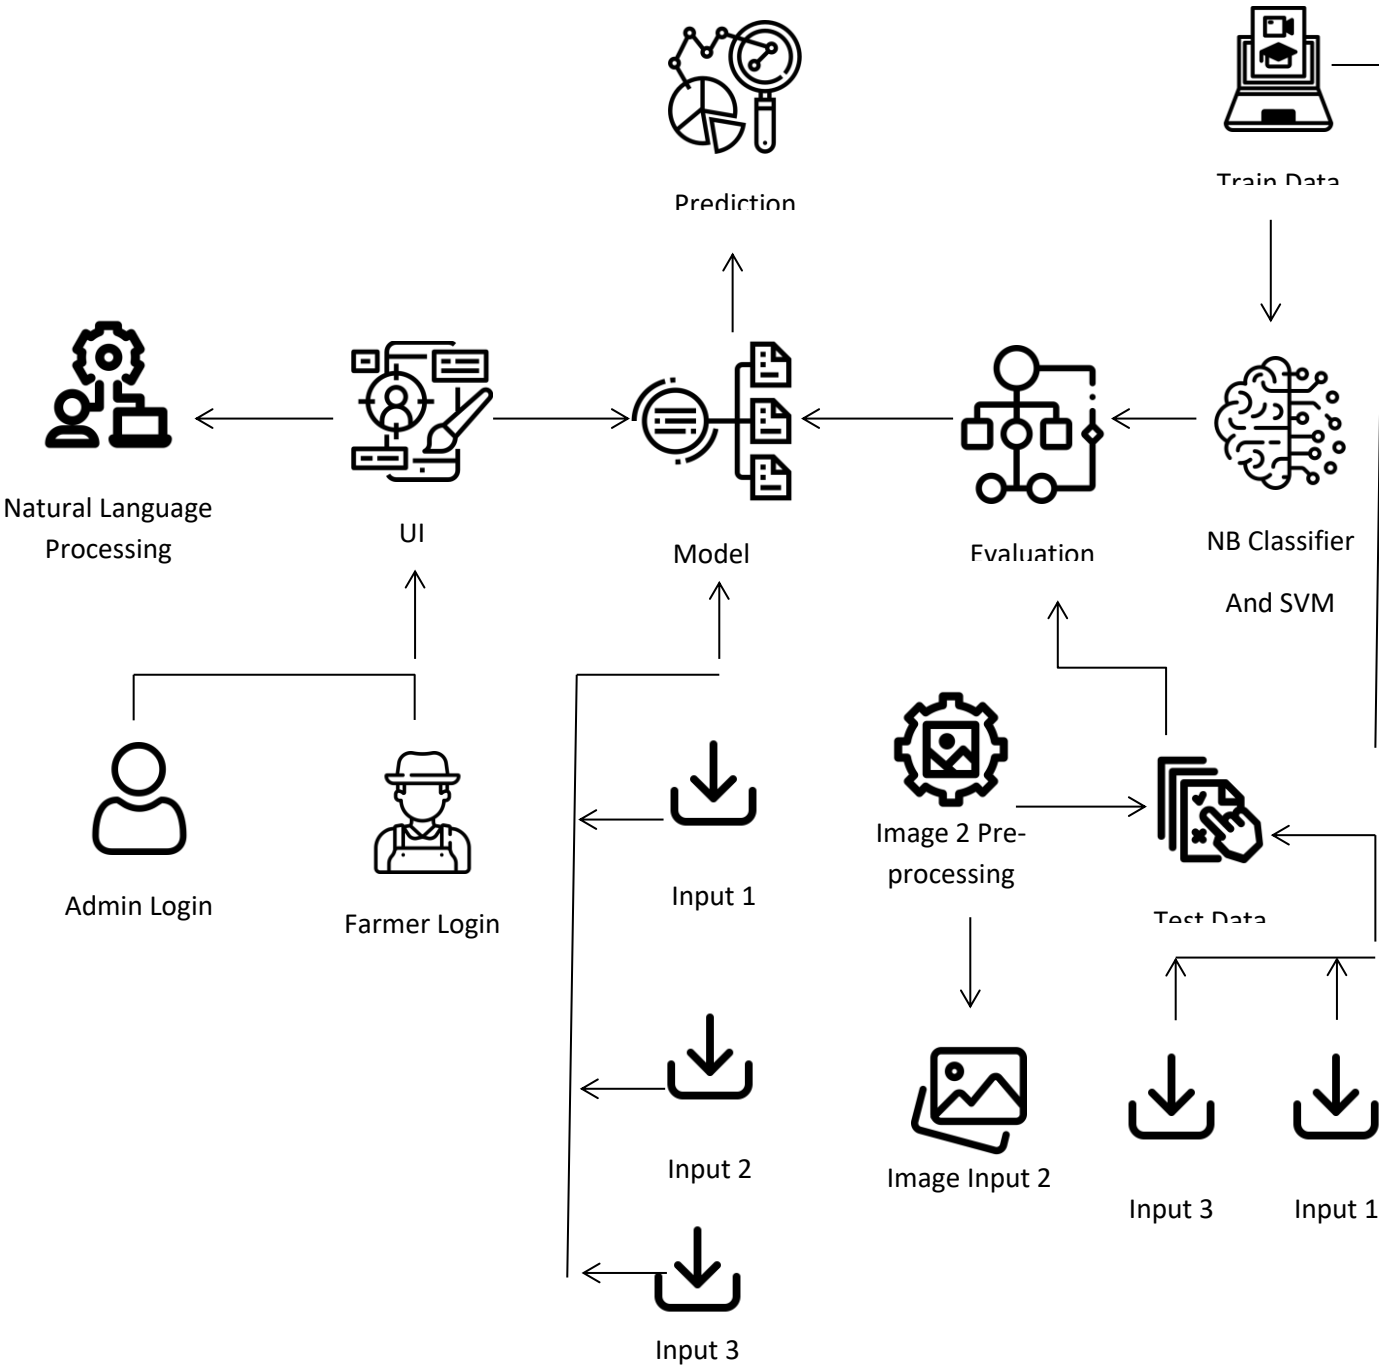 Train Data
Prediction
Natural Language
Processing
UI
Model
Evaluation
NB Classifier
And SVM
Image 2 Pre-
processing
Admin Login
Farmer Login
Input 1
Test Data
Input 2
Image Input 2
Input 3
Input 1
Input 3